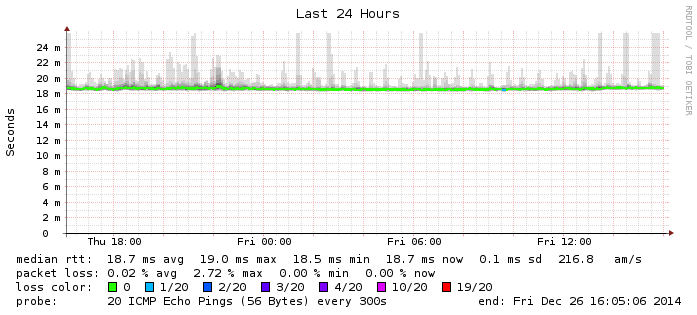 Last 24 Hours
RRDTOOL / TOBI OETIKER
Seconds
24 m
22 m
20 m
18 m
16 m
14 m
12 m
10 m
8 m
6 m
4 m
2 m
0
Thu 18:00 Fri 00:00 Fri 06:00 Fri 12:00
median rtt: 18.7 ms avg 19.0 ms max 18.5 ms min 18.7 ms now 0.1 ms sd 216.8 am/s
packet loss: 0.02 % avg 2.72 % max 0.00 % min 0.00 % now
loss color: 0 1/20 2/20 3/20 4/20 10/20 19/20
probe: 20 ICMP Echo Pings (56 Bytes) every 300s end: Fri Dec 26 16:05:06 2014